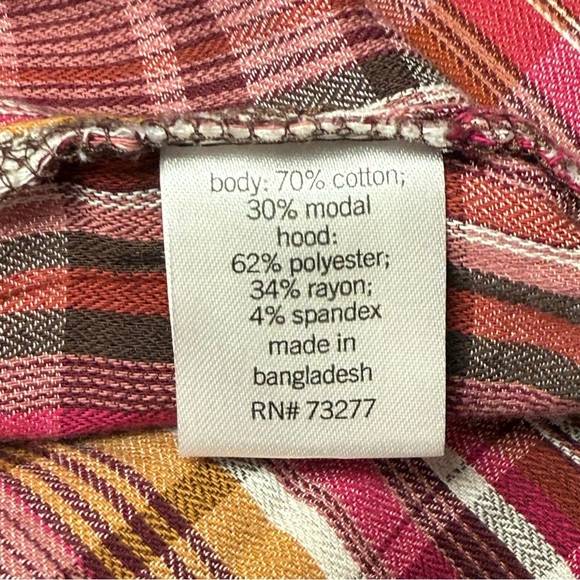 body: 70% cotton;
30% modal
hood:
62% polyester;
34% rayon;
4% spandex
made in
bangladesh
RN# 73277